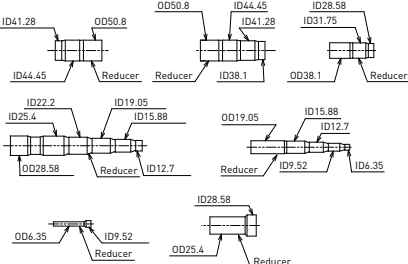 ID41.28 OD50.8
ID44.45 Reducer
OD50.8 ID44.45
ID41.28
Reducer ID38.1
ID28.58
ID31.75
OD38.1 Reducer
ID22.2 ID19.05
ID25.4 ID15.88
OD28.58 Reducer ID12.7
ID15.88
OD19.05 ID12.7
Reducer ID9.52 ID6.35
OD6.35 ID9.52
Reducer
ID28.58
OD25.4
Reducer